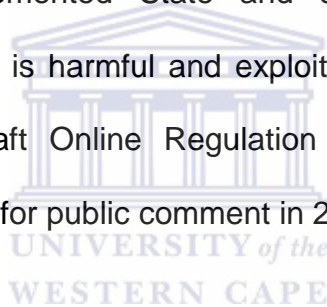 State and
is harmful and exploit
aft Online Regulation
for public comment in 2
UNIVERSITY of the
WESTERN CAPE